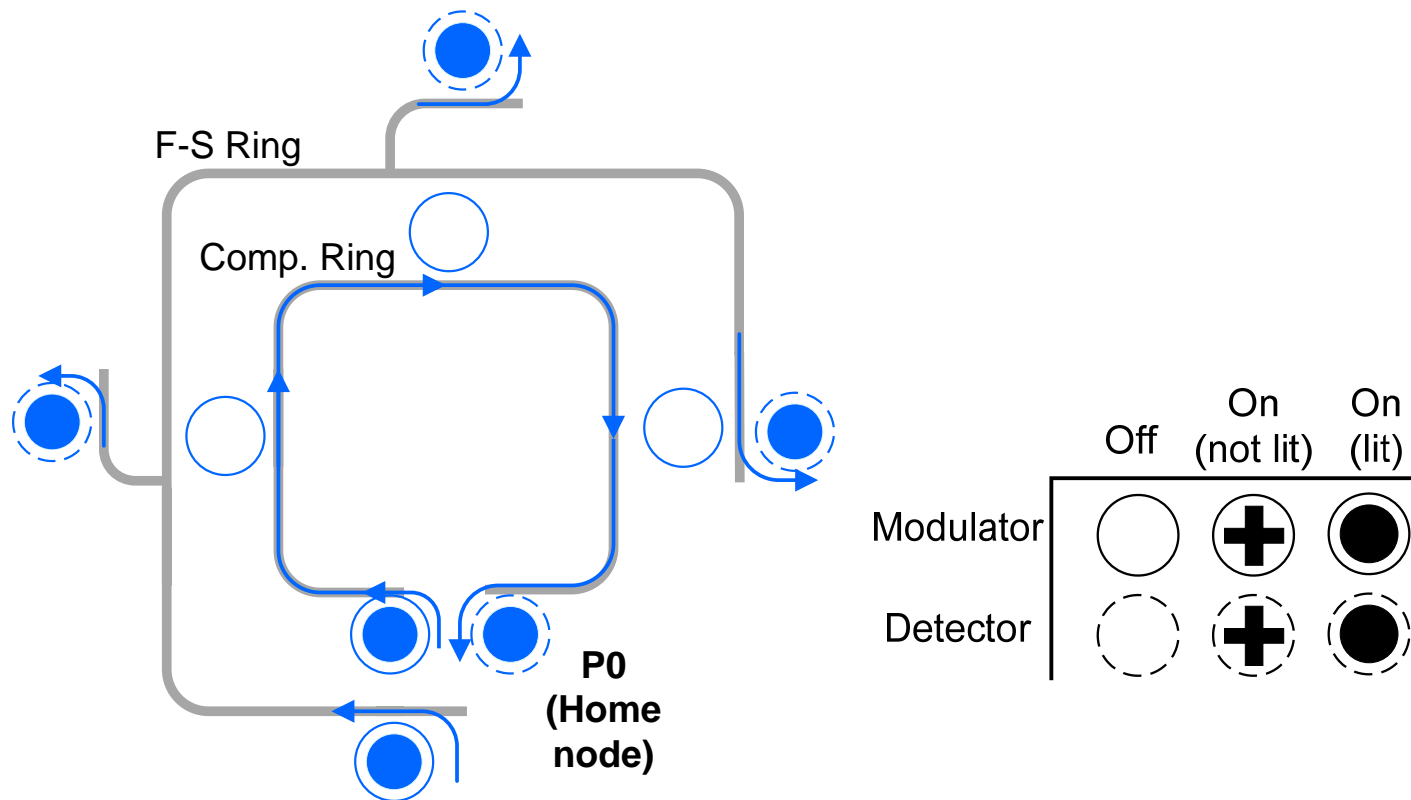 F-S Ring
Comp. Ring
P0
(Home
node)
Off
On
(not lit)
On
(lit)
Modulator
Detector